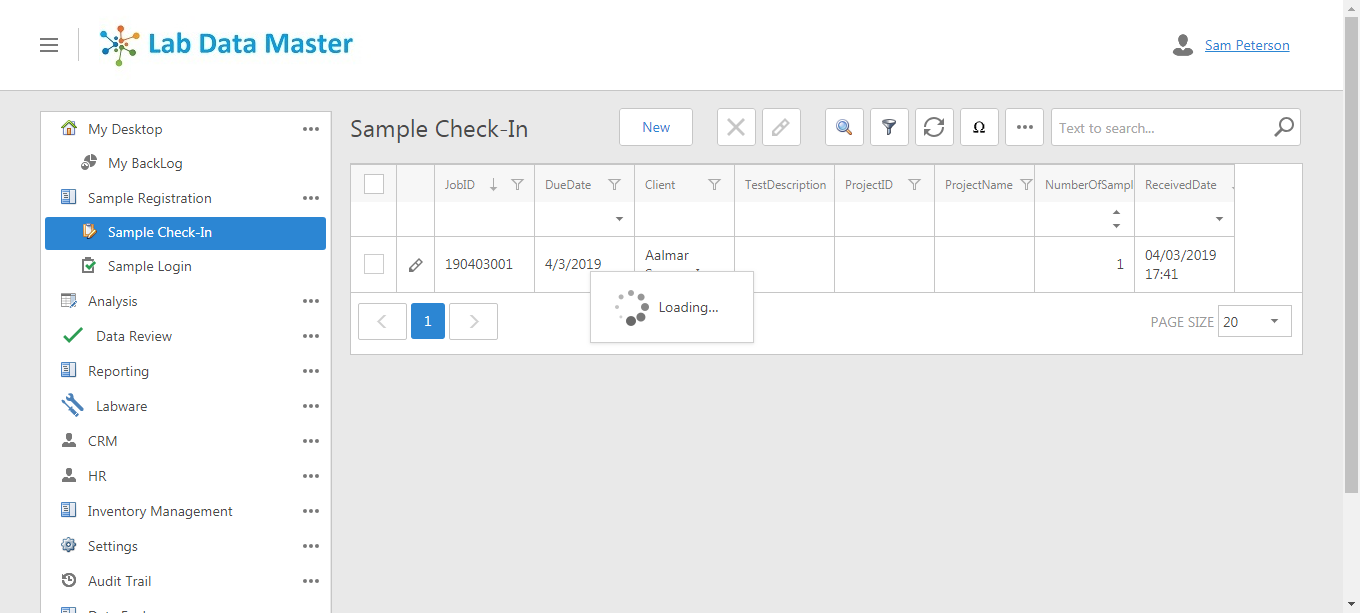 Lab Data Master
Sam Peterson
My Desktop
My BackLog
Sample Registration
Sample Check-In
Sample Login
Analysis
Data Review
Reporting
Labware
CRM
HR
Inventory Management
Settings
Audit Trail
Sample Check-In
New
Ω
Text to search...
JobID DueDate Client TestDescription ProjectID ProjectName NumberOfSampl ReceivedDate
190403001 4/3/2019 Aalmar 1 04/03/2019
17:41
Loading...
1
PAGE SIZE 20